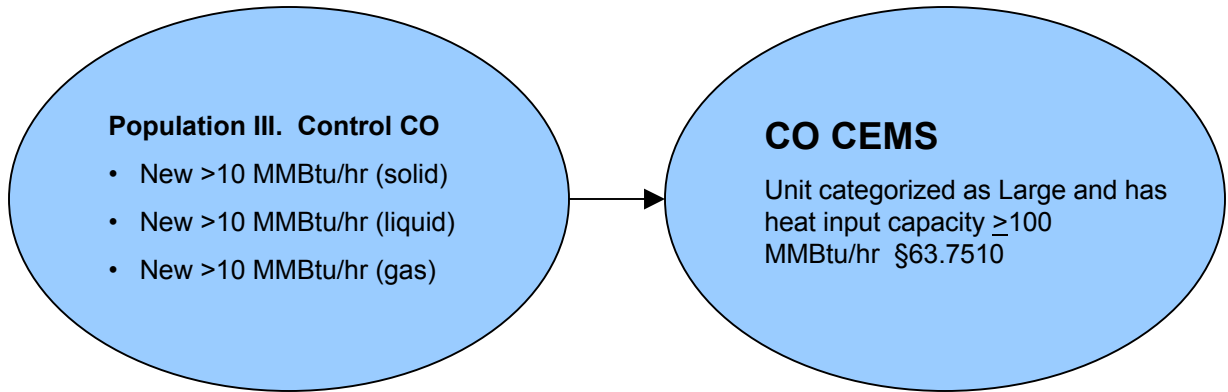 Population III. Control CO
• New >10 MMBtu/hr (solid)
• New >10 MMBtu/hr (liquid)
• New >10 MMBtu/hr (gas)
CO CEMS
Unit categorized as Large and has
heat input capacity >100
MMBtu/hr §63.7510